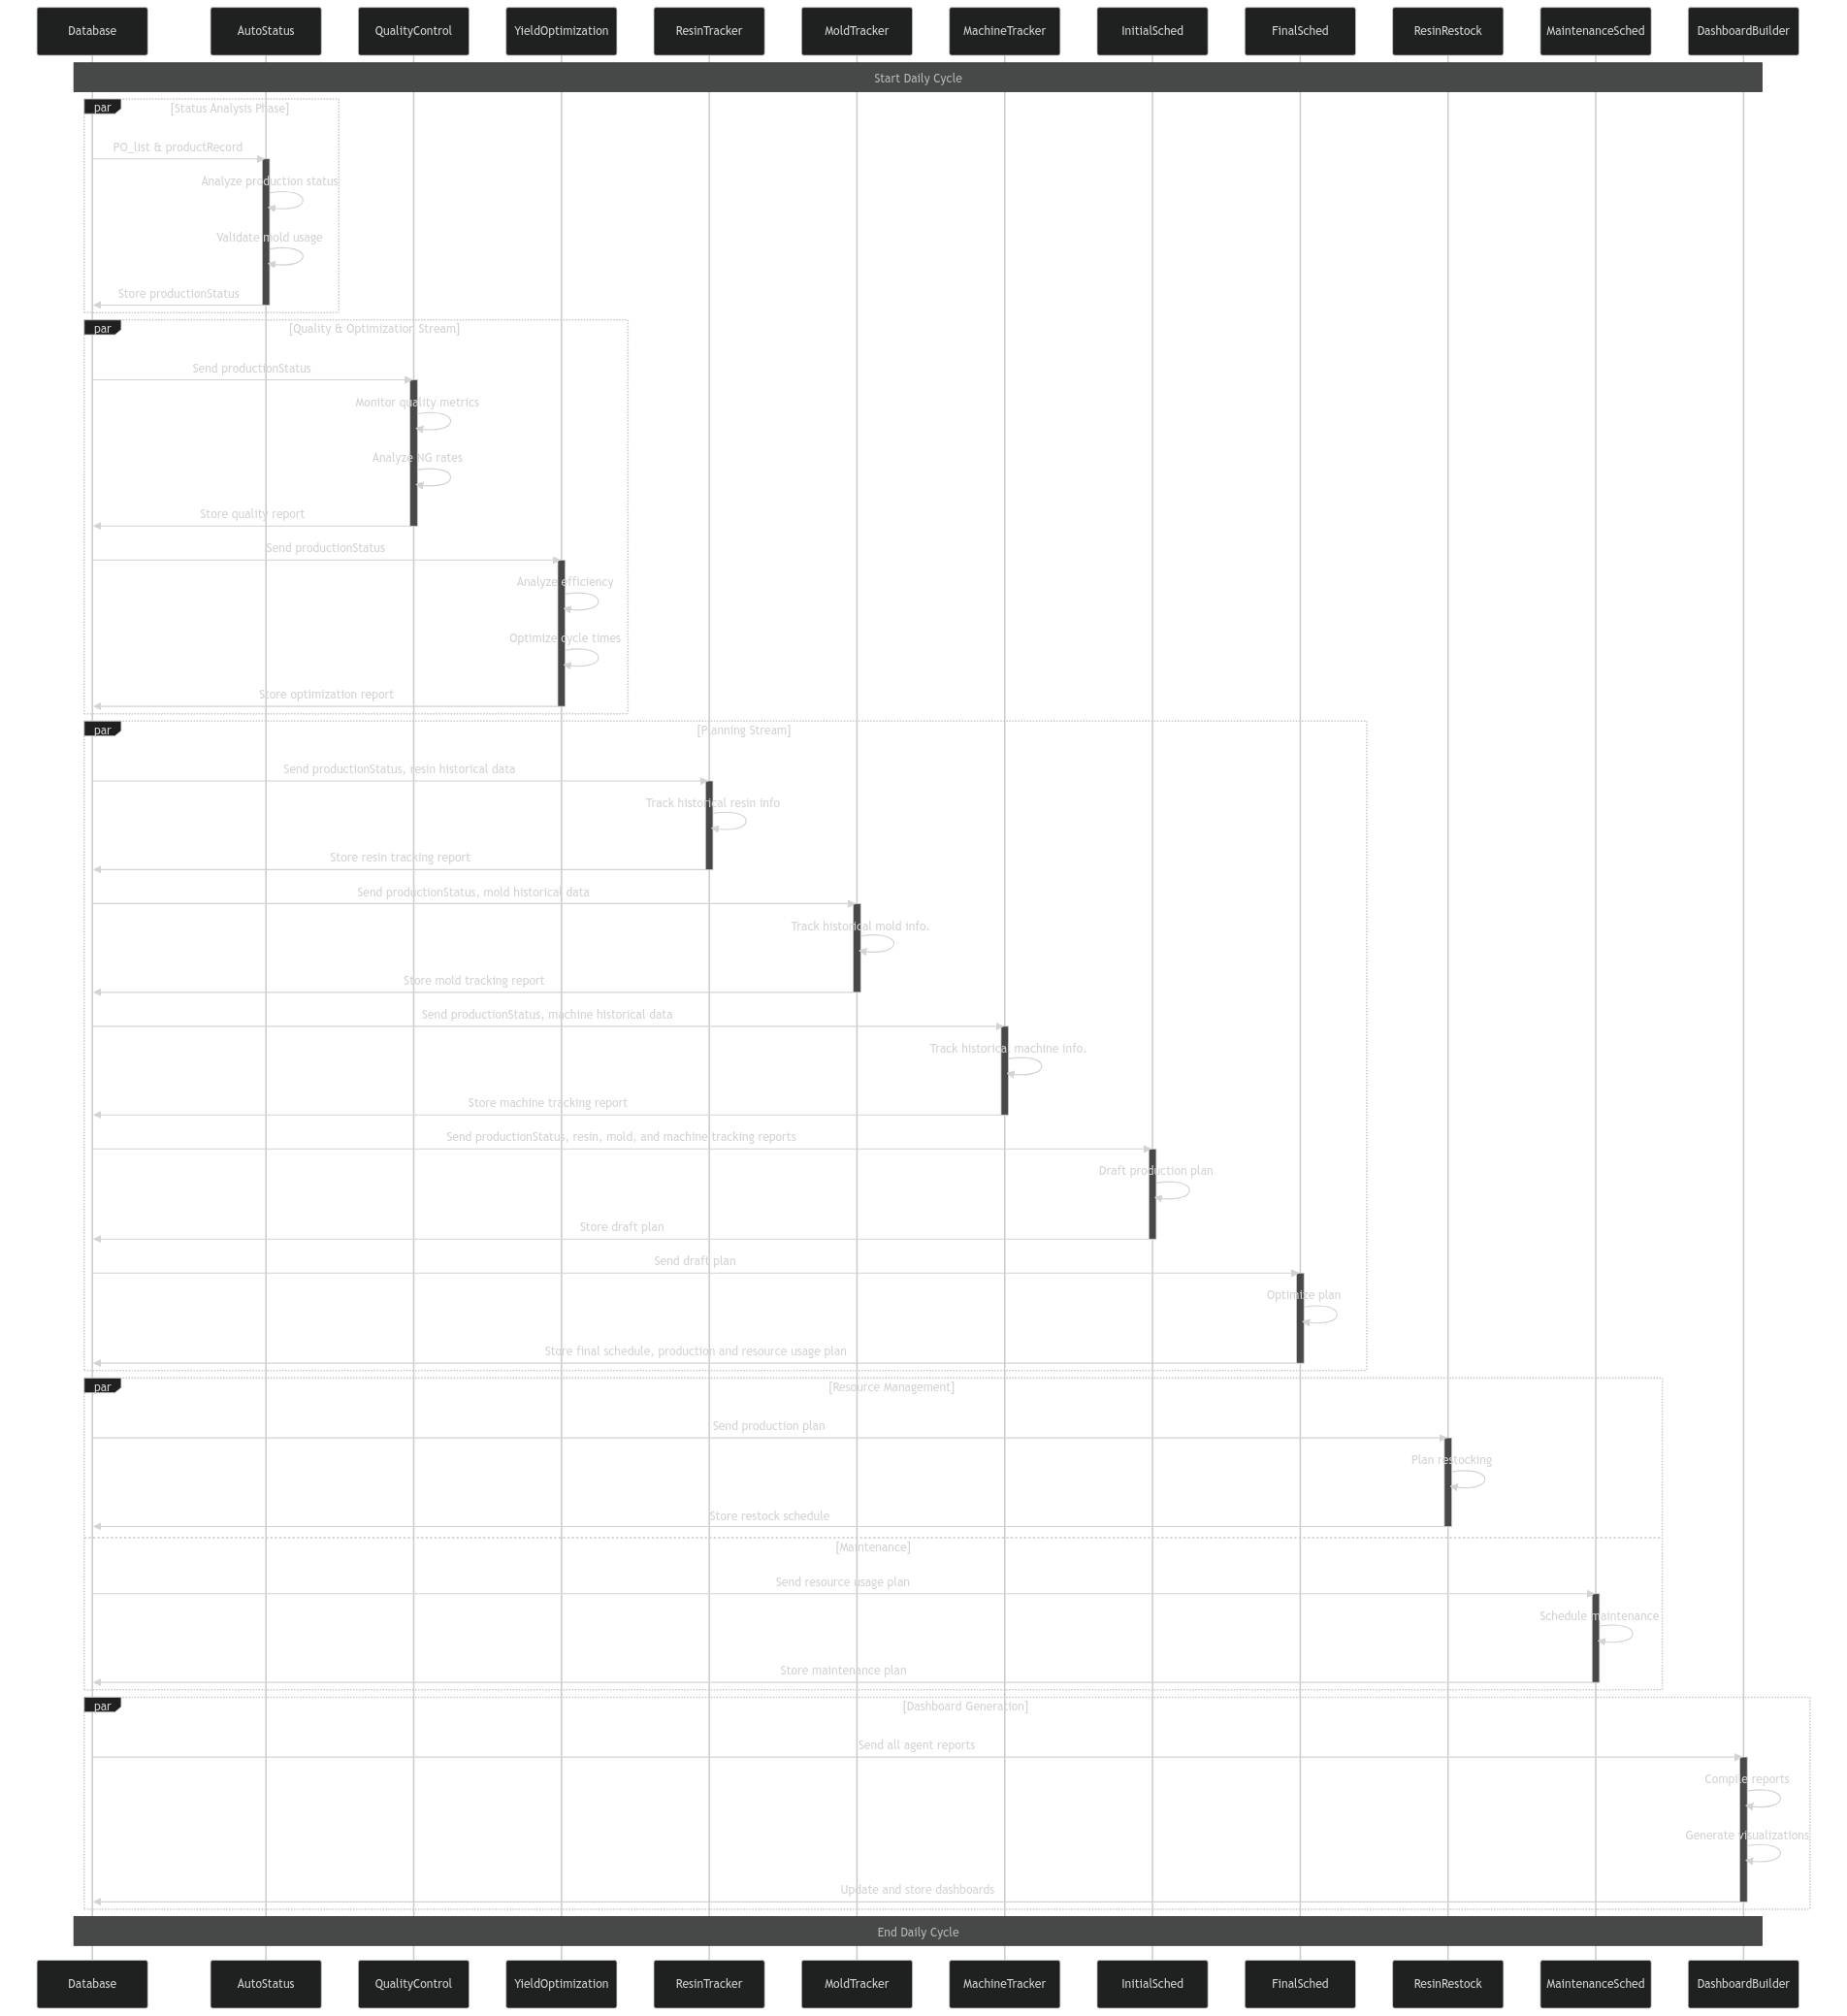 Database
AutoStatus
QualityControl
YieldOptimization
ResinTracker
MoldTracker
MachineTracker
InitialSched
FinalSched
ResinRestock
MaintenanceSched
DashboardBuilder
Start Daily Cycle
par
[Status Analysis Phase]
PO_list & productRecord
Analyze production status
Validate mold usage
Store productionStatus
par
[Quality & Optimization Stream]
Send productionStatus
Monitor quality metrics
Analyze NG rates
Store quality report
Send productionStatus
Analyze efficiency
Optimize cycle times
Store optimization report
par
[Planning Stream]
Send productionStatus, resin historical data
Track historical resin info
Store resin tracking report
Send productionStatus, mold historical data
Track historical mold info.
Store mold tracking report
Send productionStatus, machine historical data
Track historical machine info.
Store machine tracking report
Send productionStatus, resin, mold, and machine tracking reports
Draft production plan
Store draft plan
Send draft plan
Optimize plan
Store final schedule, production and resource usage plan
par
[Resource Management]
Send production plan
Plan restocking
Store restock schedule
[Maintenance]
Send resource usage plan
Schedule maintenance
Store maintenance plan
par
[Dashboard Generation]
Send all agent reports
Compile reports
Generate visualizations
Update and store dashboards
End Daily Cycle
Database
AutoStatus
QualityControl
YieldOptimization
ResinTracker
MoldTracker
MachineTracker
InitialSched
FinalSched
ResinRestock
MaintenanceSched
DashboardBuilder